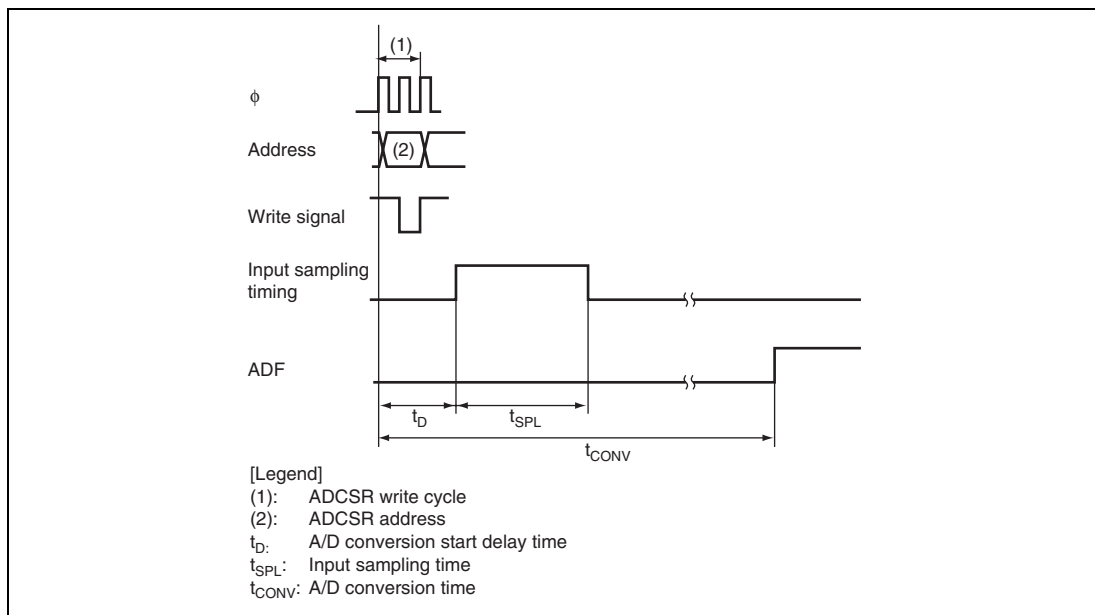 (1)
ϕ
Address
(2)
Write signal
Input sampling
timing
ADF
tD
tSPL
tCONV
[Legend]
(1): ADCSR write cycle
(2): ADCSR address
tD: A/D conversion start delay time
tSPL: Input sampling time
tCONV: A/D conversion time